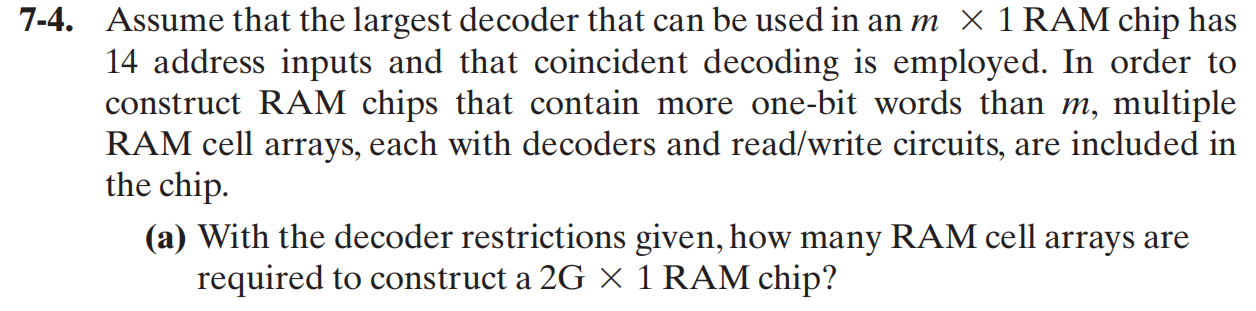 7-4. Assume that the largest decoder that can be used in an m × 1 RAM chip has
14 address inputs and that coincident decoding is employed. In order to
construct RAM chips that contain more one-bit words than m, multiple
RAM cell arrays, each with decoders and read/write circuits, are included in
the chip.
(a) With the decoder restrictions given, how many RAM cell arrays are
required to construct a 2G × 1 RAM chip?